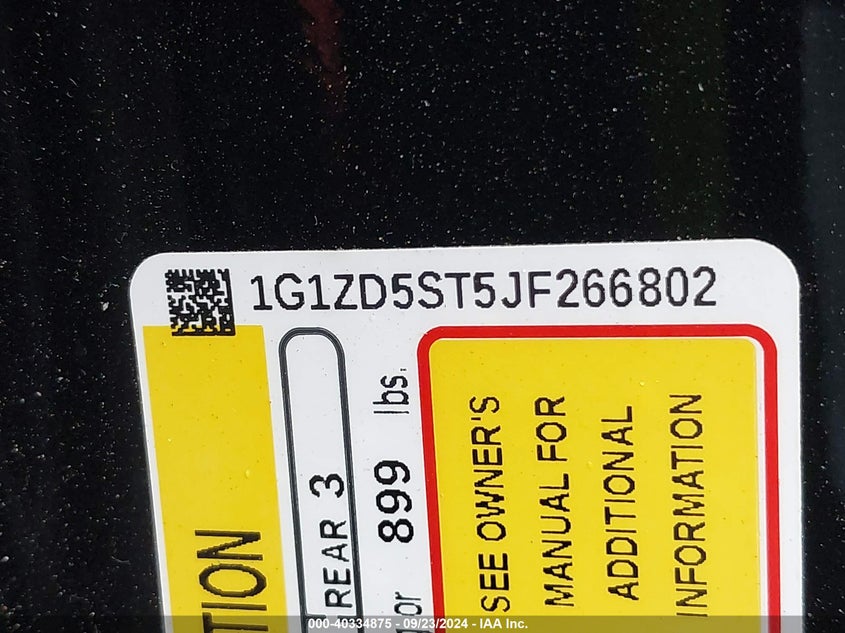 1G1ZD5ST5JF266802
TION
REAR 3
899 lbs.
SEE OWNER'S
MANUAL FOR
ADDITIONAL
INFORMATION
000-40334875 - 09/23/2024 - IAA Inc.